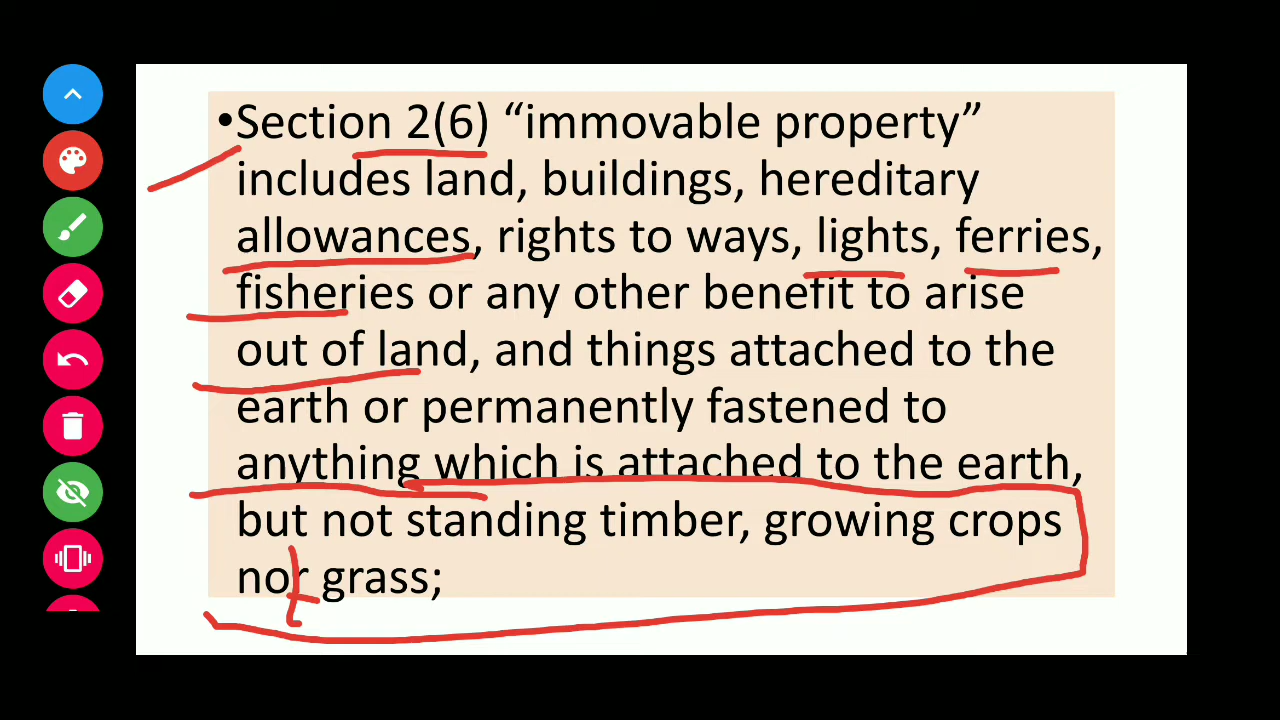 •Section 2(6) “immovable property”
includes land, buildings, hereditary
allowances, rights to ways, lights, ferries,
fisheries or any other benefit to arise
out of land, and things attached to the
earth or permanently fastened to
anything which is attached to the earth,
but not standing timber, growing crops
nor grass;